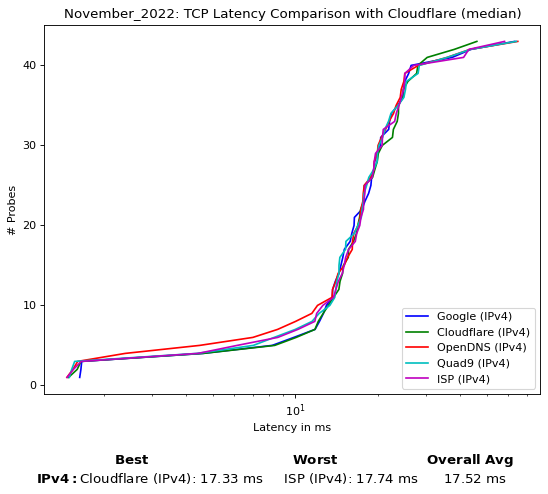 November_2022: TCP Latency Comparison with Cloudflare (median)
# Probes
40
30
20
10
0
Google (IPv4)
Cloudflare (IPv4)
OpenDNS (IPv4)
Quad9 (IPv4)
ISP (IPv4)
10^1
Latency in ms
Best Worst Overall Avg
IPv4: Cloudflare (IPv4): 17.33 ms ISP (IPv4): 17.74 ms 17.52 ms